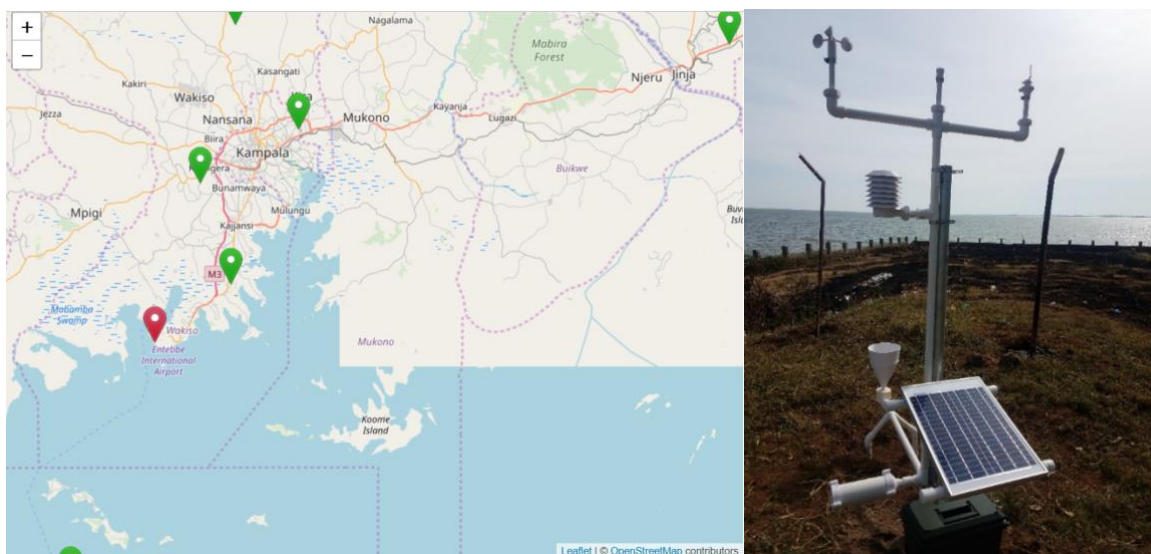 +
−
Nagalama
Mabira
Forest
Kakiri
Kasangati
Wakiso
Jezza
Nansana
Njeru
Jinja
Kayanja
Lugazi
Mukono
Biira
Kampala
Bunamwaya
Buikwe
Mpigi
Mulungu
Kajjansi
M3
Mabamba
Swamp
Wakiso
Entebbe
International
Airport
Mukono
Koome
Island
Leaflet | © OpenStreetMap contributors